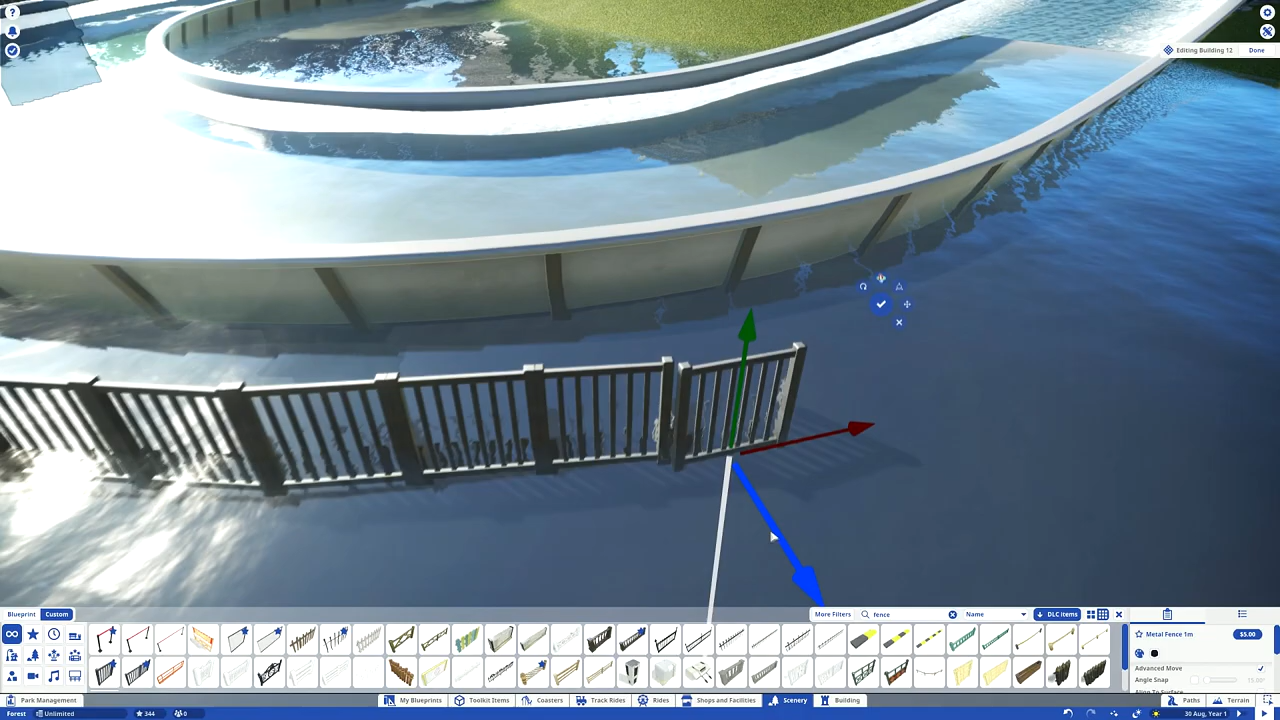 ?
Editing Building 12
Done
Blueprint
Custom
More Filters
fence
Name
DLC Items
Metal Fence 1m
$5.00
Advanced Move
Angle Snap
15.00°
Park Management
My Blueprints
Toolkit Items
Coasters
Track Rides
Rides
Shops and Facilities
Scenery
Building
Paths
Terrain
Forest
Unlimited
344
0
30 Aug, Year 1